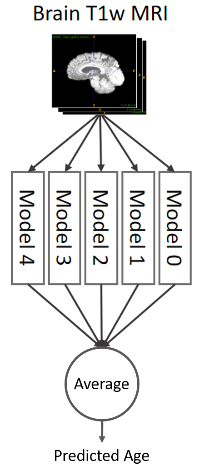 Brain T1w MRI
Model 4
Model 3
Model 2
Model 1
Model 0
Average
Predicted Age